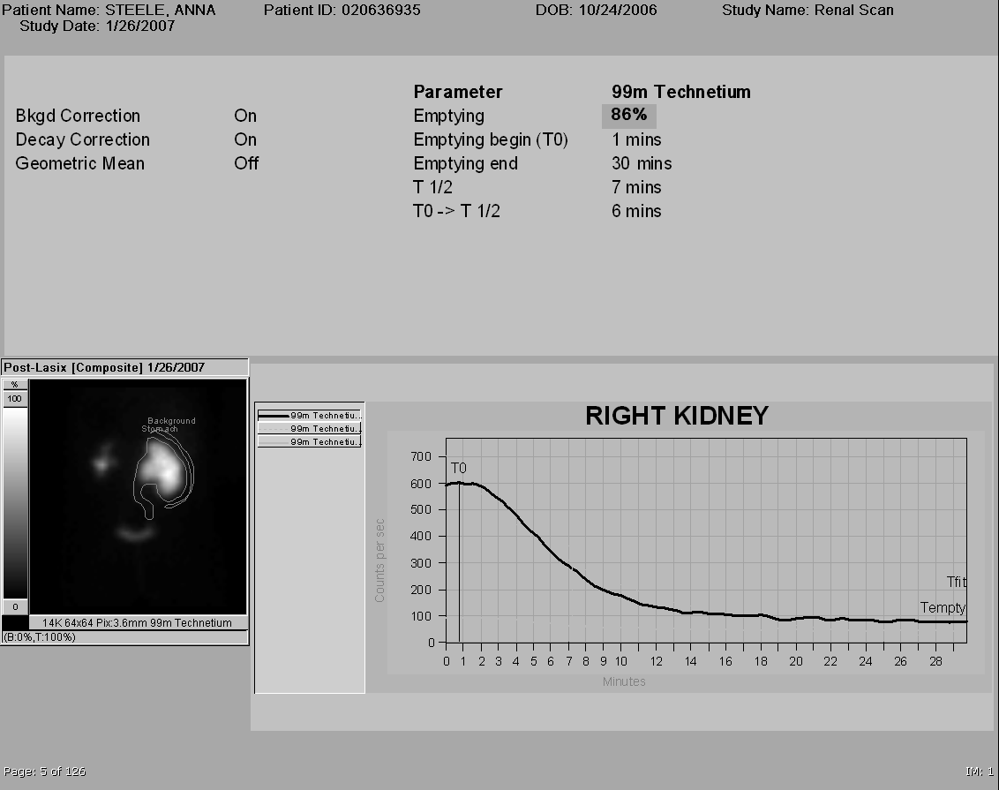 Patient Name: STEELE, ANNA Patient ID: 020636935 DOB: 10/24/2006 Study Name: Renal Scan
Study Date: 1/26/2007
Parameter 99m Technetium
Bkgd Correction On Emptying 86%
Decay Correction On Emptying begin (T0) 1 mins
Geometric Mean Off Emptying end 30 mins
T 1/2 7 mins
T0 -> T 1/2 6 mins
Post-Lasix [Composite] 1/26/2007
%
100
0
Background
Stomach
14K 64x64 Pix:3.6mm 99m Technetium
(B:0%,T:100%)
99m Technetiu...
99m Technetiu...
99m Technetiu...
RIGHT KIDNEY
Counts per sec
700
600
500
400
300
200
100
0
T0
Tfit
Tempty
0 1 2 3 4 5 6 7 8 9 10 12 14 16 18 20 22 24 26 28
Minutes
Page: 5 of 126 IM: 1